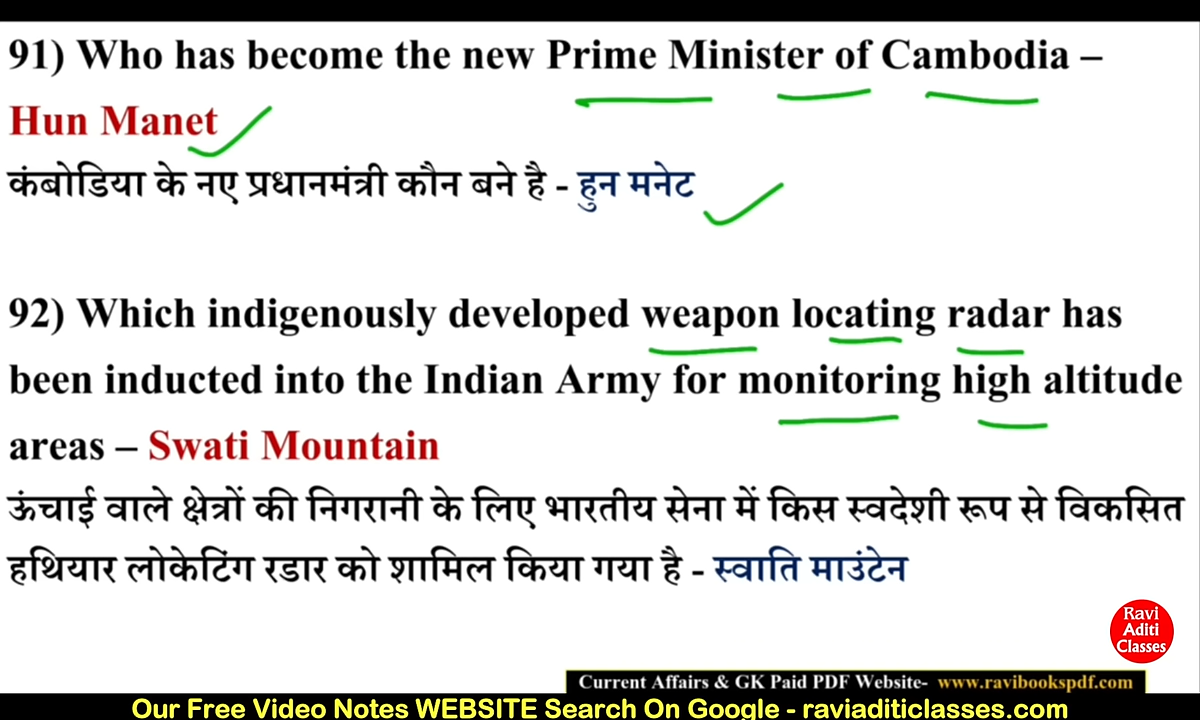 91) Who has become the new Prime Minister of Cambodia –
Hun Manet
कंबोडिया के नए प्रधानमंत्री कौन बने है - हुन मनेट
92) Which indigenously developed weapon locating radar has
been inducted into the Indian Army for monitoring high altitude
areas – Swati Mountain
ऊंचाई वाले क्षेत्रों की निगरानी के लिए भारतीय सेना में किस स्वदेशी रूप से विकसित
हथियार लोकेटिंग रडार को शामिल किया गया है - स्वाति माउंटेन
Ravi
Aditi
Classes
Current Affairs & GK Paid PDF Website- www.ravibookspdf.com
Our Free Video Notes WEBSITE Search On Google - raviaditiclasses.com